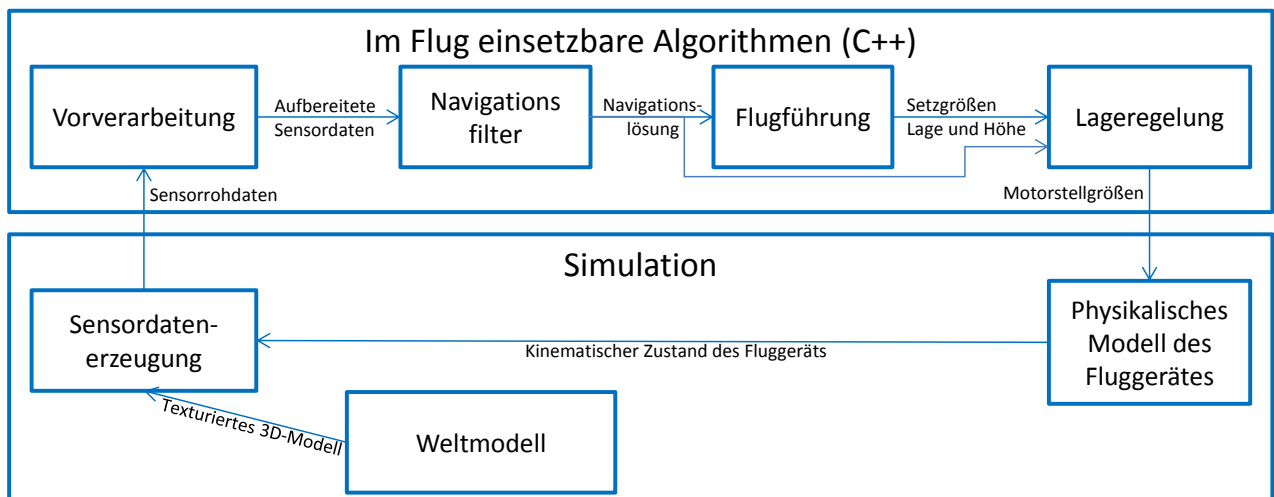 Im Flug einsetzbare Algorithmen (C++)
Vorverarbeitung
Aufbereitete
Sensordaten
Navigations
filter
Navigations-
lösung
Flugführung
Setzgrößen
Lage und Höhe
Lageregelung
Sensorrohdaten
Motorstellgrößen
Simulation
Sensordaten-
erzeugung
Kinematischer Zustand des Fluggeräts
Physikalisches
Modell des
Fluggerätes
Texturiertes 3D-Modell
Weltmodell